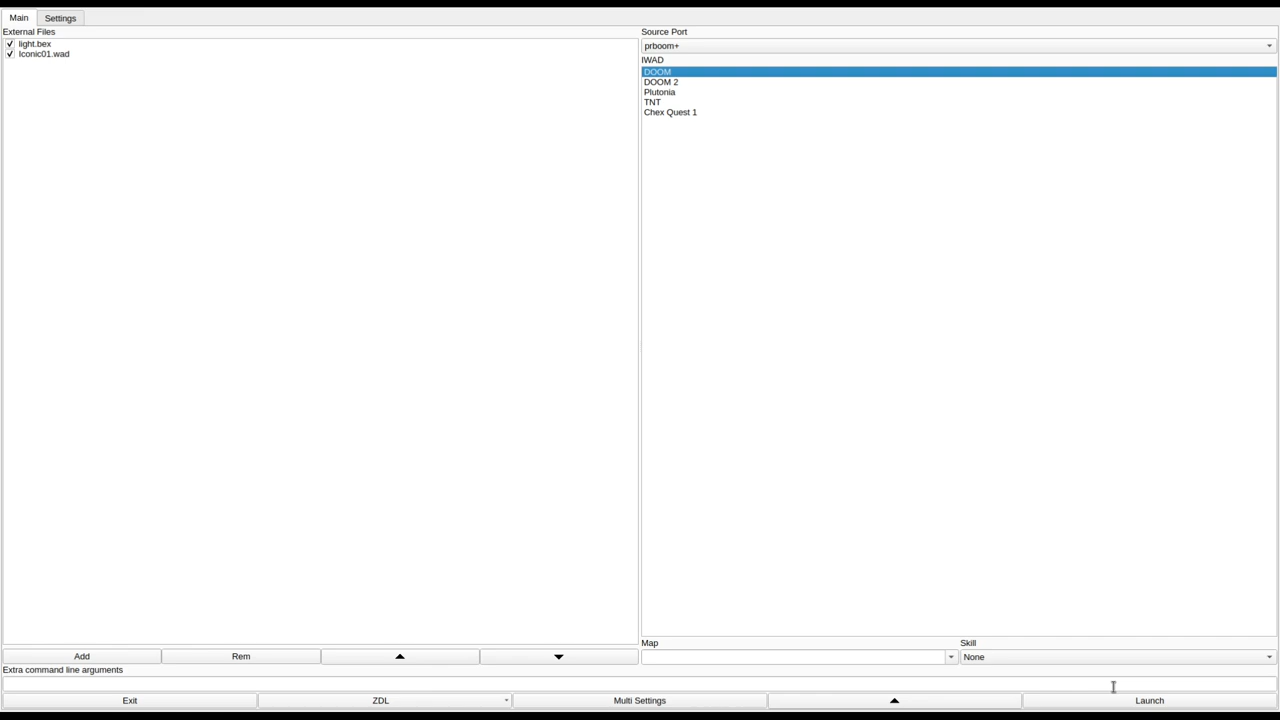 Main Settings
External Files
light.bex
Iconic01.wad
Source Port
prboom+
IWAD
DOOM
DOOM 2
Plutonia
TNT
Chex Quest 1
Map Skill
None
Add Rem
Extra command line arguments
Exit ZDL Multi Settings Launch